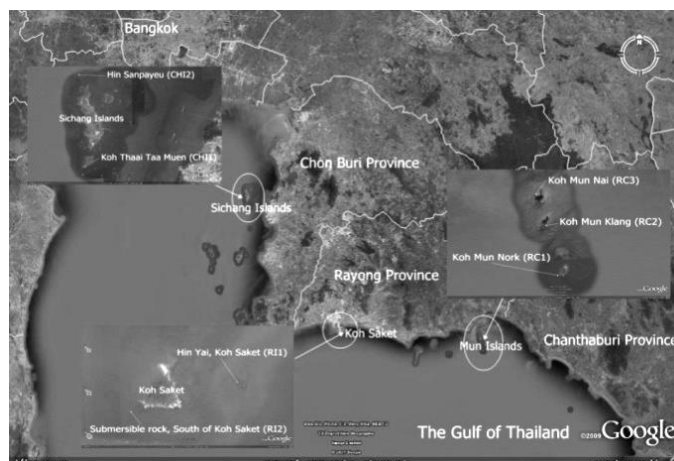 Bangkok
N
Hin Sanpayeu (CHI2)
Sichang Islands
Koh Thaai Taa Muen (CHI1)
Sichang Islands
Chon Buri Province
Koh Mun Nai (RC3)
Koh Mun Klang (RC2)
Koh Mun Nork (RC1)
Google
Rayong Province
Koh Saket
Mun Islands
Chanthaburi Province
Hin Yai, Koh Saket (RI1)
Koh Saket
Submersible rock, South of Koh Saket (RI2)
Google
The Gulf of Thailand
©2009 Google